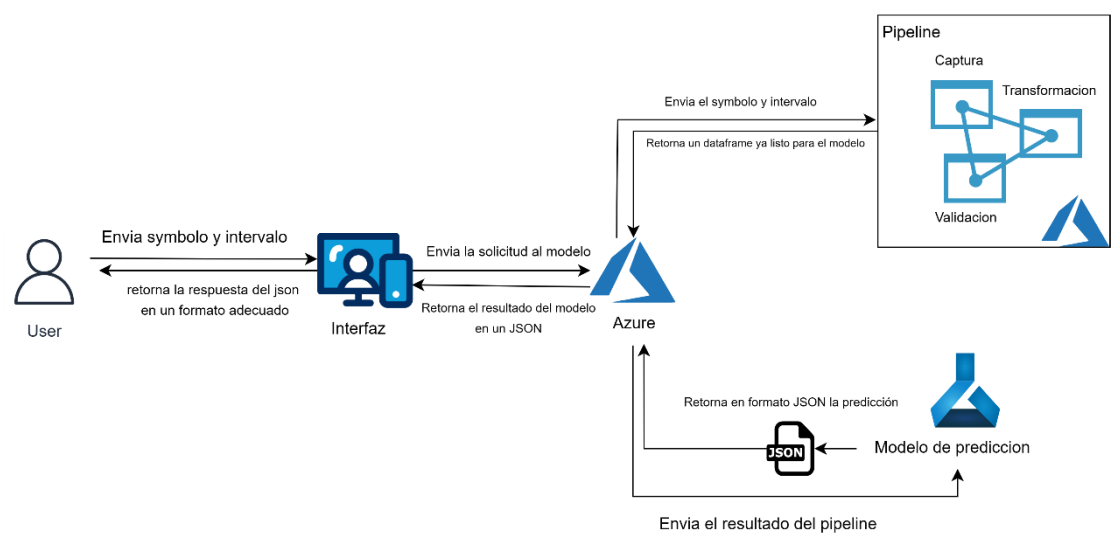 Pipeline
Captura
Transformacion
Validacion
Envia el symbolo y intervalo
Retorna un dataframe ya listo para el modelo
Envia symbolo y intervalo
retorna la respuesta del json
en un formato adecuado
User
Interfaz
Envia la solicitud al modelo
Retorna el resultado del modelo
en un JSON
Azure
Retorna en formato JSON la predicción
JSON
Modelo de prediccion
Envia el resultado del pipeline